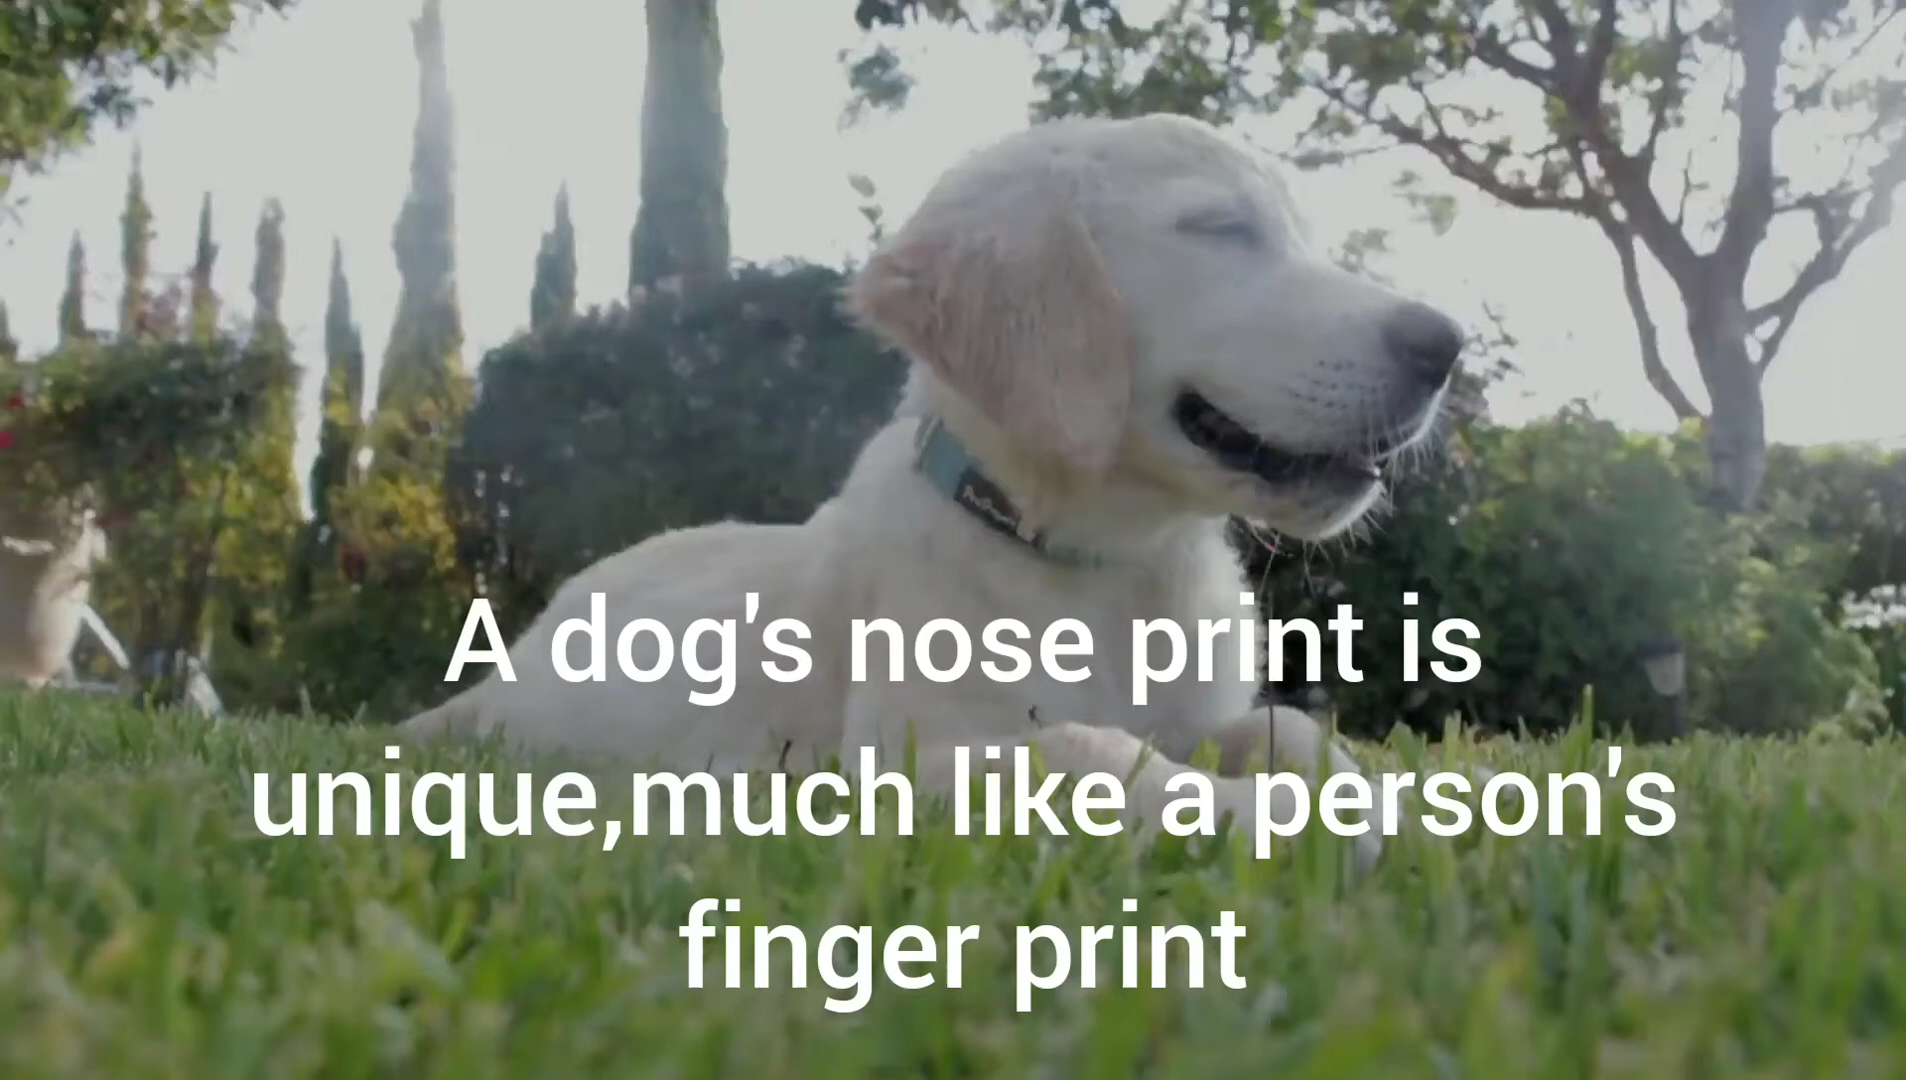 A dog's nose print is
unique,much like a person's
finger print